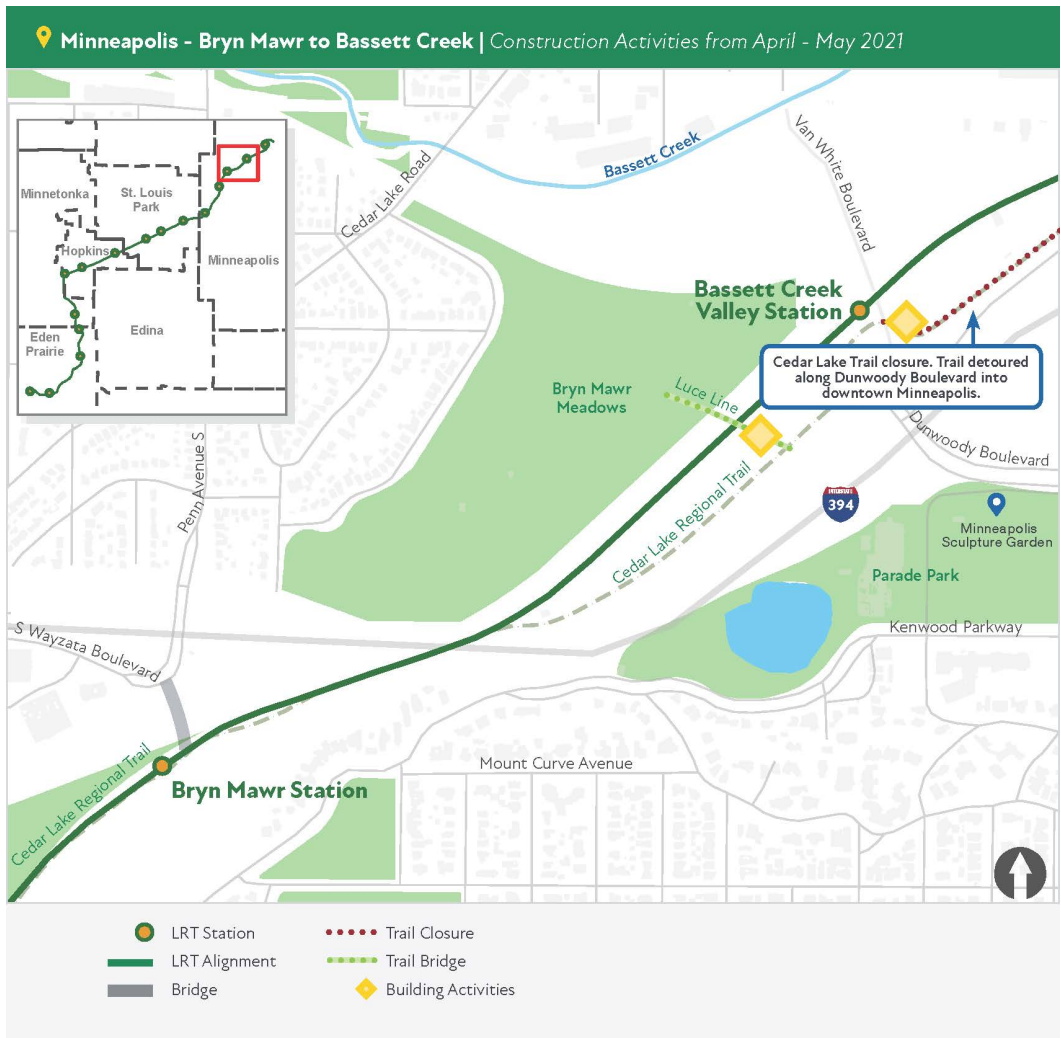 Minneapolis - Bryn Mawr to Bassett Creek | Construction Activities from April - May 2021
Minnetonka
St. Louis
Park
Hopkins
Minneapolis
Edina
Eden
Prairie
Cedar Lake Road
Bassett Creek
Van White Boulevard
Bassett Creek
Valley Station
Cedar Lake Trail closure. Trail detoured
along Dunwoody Boulevard into
downtown Minneapolis.
Bryn Mawr
Meadows
Luce Line
Dunwoody Boulevard
Penn Avenue S
Cedar Lake Regional Trail
INTERSTATE
394
Minneapolis
Sculpture Garden
Parade Park
Kenwood Parkway
S Wayzata Boulevard
Mount Curve Avenue
Cedar Lake Regional Trail
Bryn Mawr Station
LRT Station
LRT Alignment
Bridge
Trail Closure
Trail Bridge
Building Activities